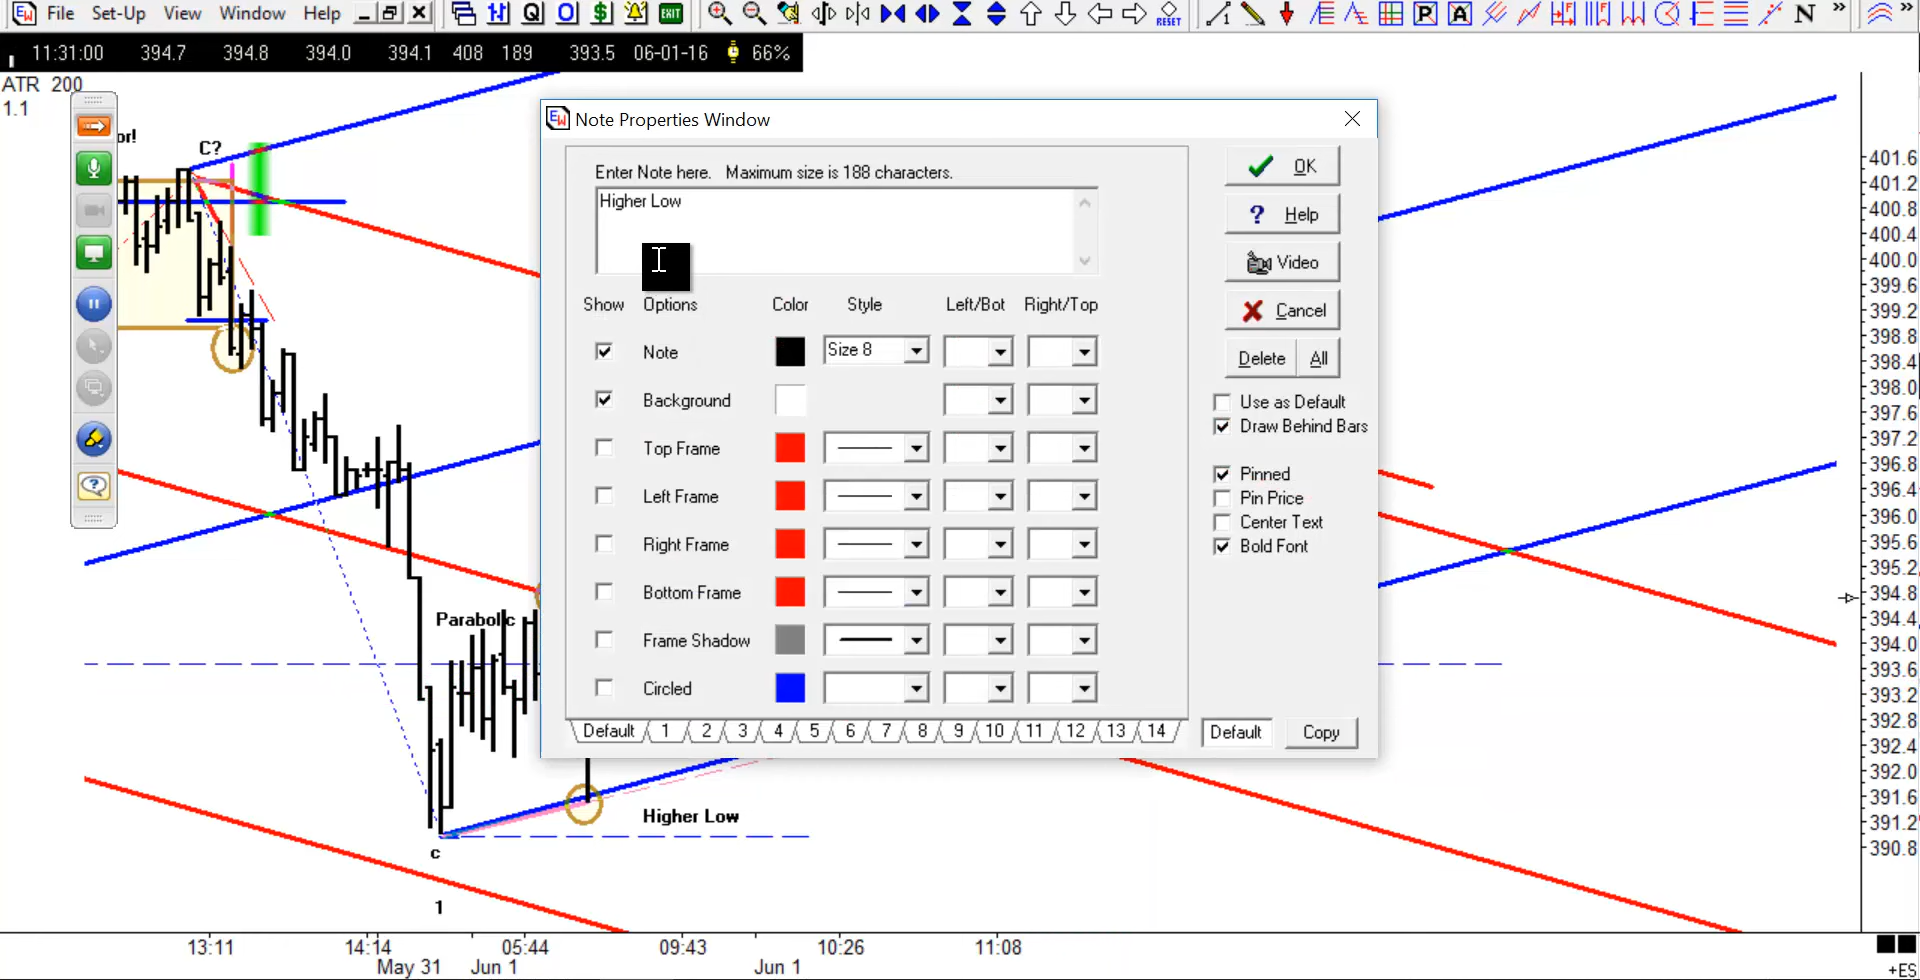 File Set-Up View Window Help Q O $ EXIT RESET 1 P A N » »
11:31:00 394.7 394.8 394.0 394.1 408 189 393.5 06-01-16 66%
ATR 200
1.1
or!
C?
Parabolic
Higher Low
c
1
Note Properties Window
Enter Note here. Maximum size is 188 characters.
Higher Low
Show Options Color Style Left/Bot Right/Top
Note Size 8
Background
Top Frame
Left Frame
Right Frame
Bottom Frame
Frame Shadow
Circled
Default 1 2 3 4 5 6 7 8 9 10 11 12 13 14
OK
? Help
Video
Cancel
Delete All
Use as Default
Draw Behind Bars
Pinned
Pin Price
Center Text
Bold Font
Default Copy
401.6
401.2
400.8
400.4
400.0
399.6
399.2
398.8
398.4
398.0
397.6
397.2
396.8
396.4
396.0
395.6
395.2
394.8
394.4
394.0
393.6
393.2
392.8
392.4
392.0
391.6
391.2
390.8
13:11 14:14 05:44 09:43 10:26 11:08
May 31 Jun 1 Jun 1
+ES